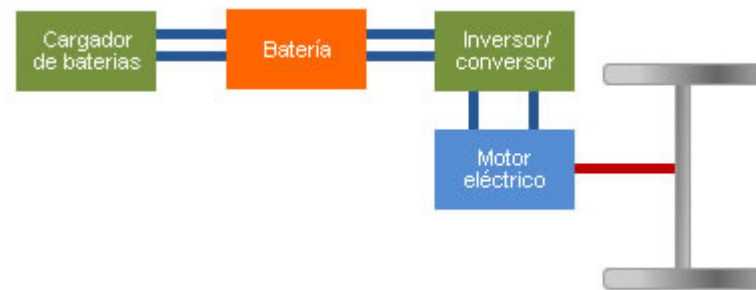 Cargador
de baterias
Batería
Inversor/
conversor
Motor
eléctrico